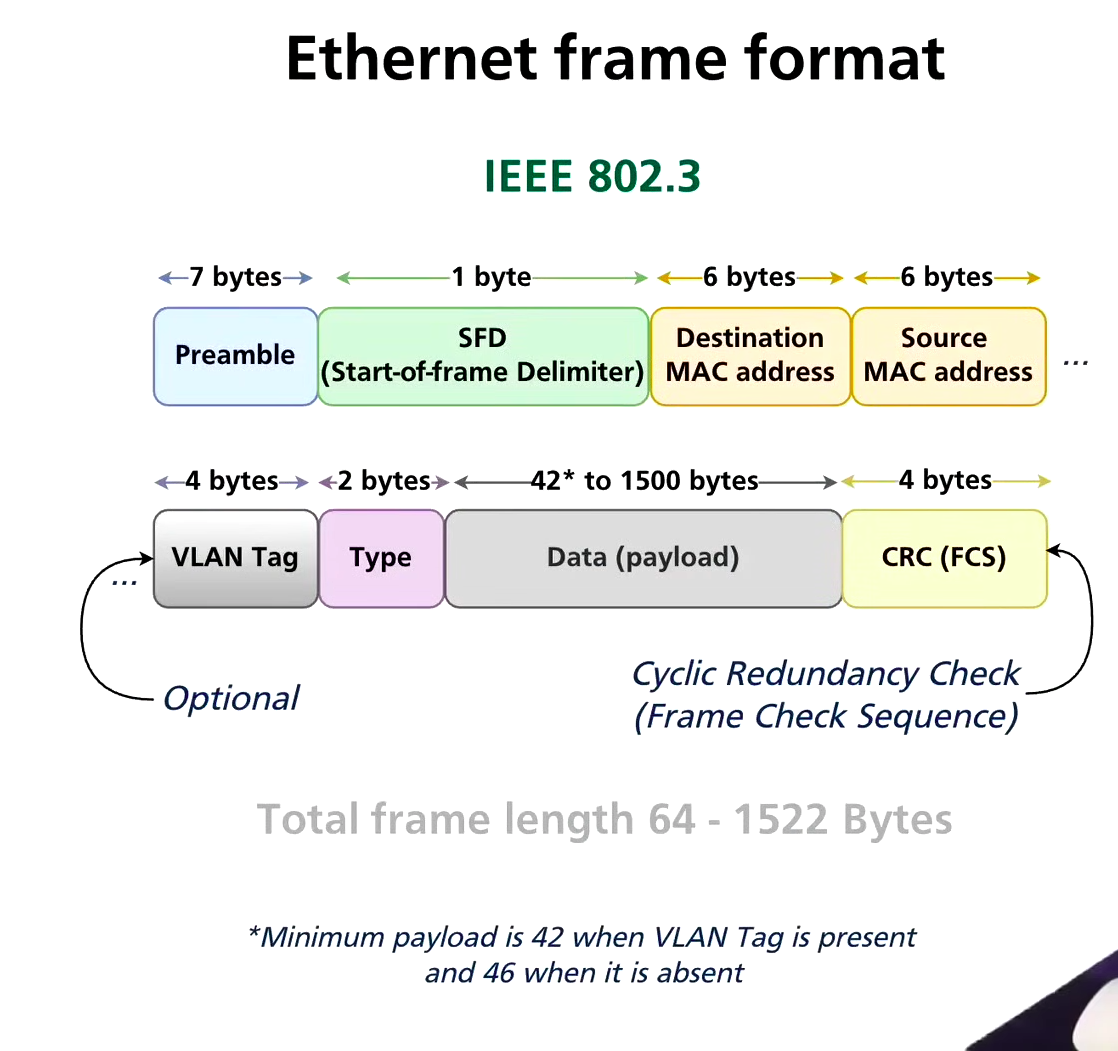 Ethernet frame format
IEEE 802.3
7 bytes
1 byte
6 bytes
6 bytes
Preamble
SFD
(Start-of-frame Delimiter)
Destination
MAC address
Source
MAC address
...
4 bytes
2 bytes
42* to 1500 bytes
4 bytes
...
VLAN Tag
Type
Data (payload)
CRC (FCS)
Optional
Cyclic Redundancy Check
(Frame Check Sequence)
Total frame length 64 - 1522 Bytes
*Minimum payload is 42 when VLAN Tag is present
and 46 when it is absent